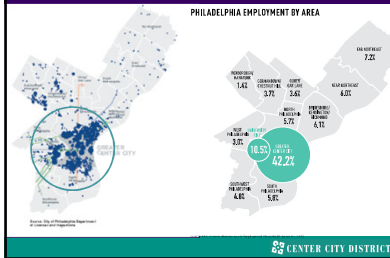 PHILADELPHIA EMPLOYMENT BY AREA
FAR NORTHEAST
7.2%
ROXBOROUGH/
MANAYUNK
1.4%
GERMANTOWN/
CHESTNUT HILL
3.7%
OLNEY/
OAK LANE
3.6%
NEAR NORTHEAST
6.0%
NORTH
PHILADELPHIA
5.7%
BRIDESBURG/
KENSINGTON/
RICHMOND
6.1%
WEST
PHILADELPHIA
3.0%
10.5%
GREATER
CENTER CITY
42.2%
SOUTHWEST
PHILADELPHIA
4.8%
SOUTH
PHILADELPHIA
5.8%
GREATER
CENTER CITY
Source: City of Philadelphia Department
of Licenses and Inspections
CENTER CITY DISTRICT